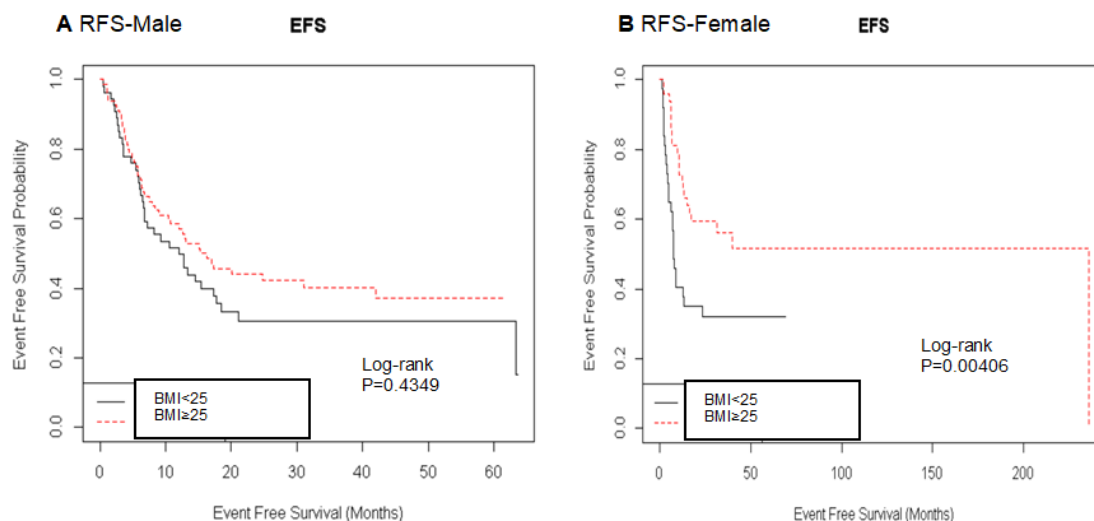 A RFS-Male EFS
Event Free Survival Probability
1.0
0.8
0.6
0.4
0.2
0.0
Log-rank
P=0.4349
BMI<25
BMI≥25
0 10 20 30 40 50 60
Event Free Survival (Months)
B RFS-Female EFS
Event Free Survival Probability
1.0
0.8
0.6
0.4
0.2
0.0
Log-rank
P=0.00406
BMI<25
BMI≥25
0 50 100 150 200
Event Free Survival (Months)